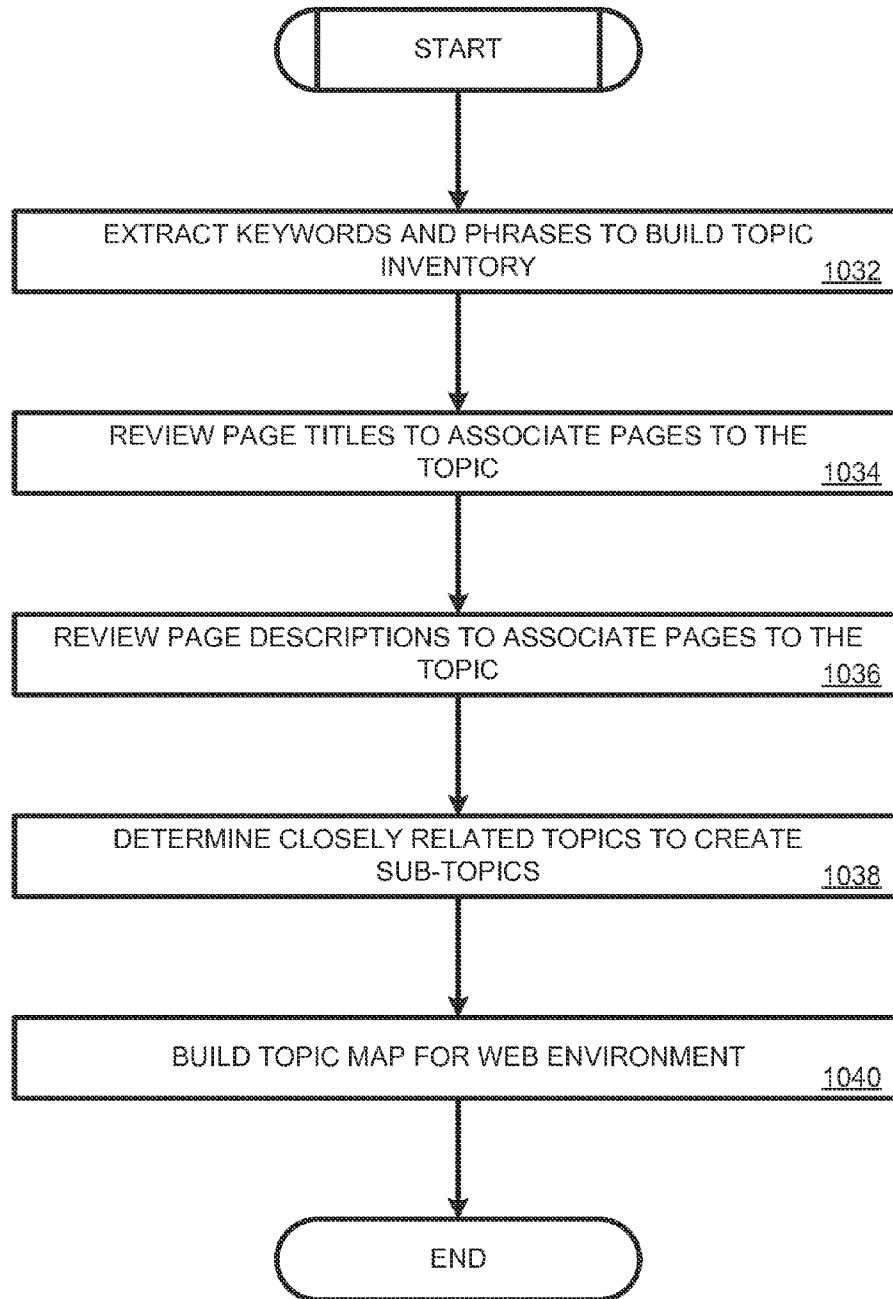 START
EXTRACT KEYWORDS AND PHRASES TO BUILD TOPIC
INVENTORY
1032
REVIEW PAGE TITLES TO ASSOCIATE PAGES TO THE
TOPIC
1034
REVIEW PAGE DESCRIPTIONS TO ASSOCIATE PAGES TO THE
TOPIC
1036
DETERMINE CLOSELY RELATED TOPICS TO CREATE
SUB-TOPICS
1038
BUILD TOPIC MAP FOR WEB ENVIRONMENT
1040
END